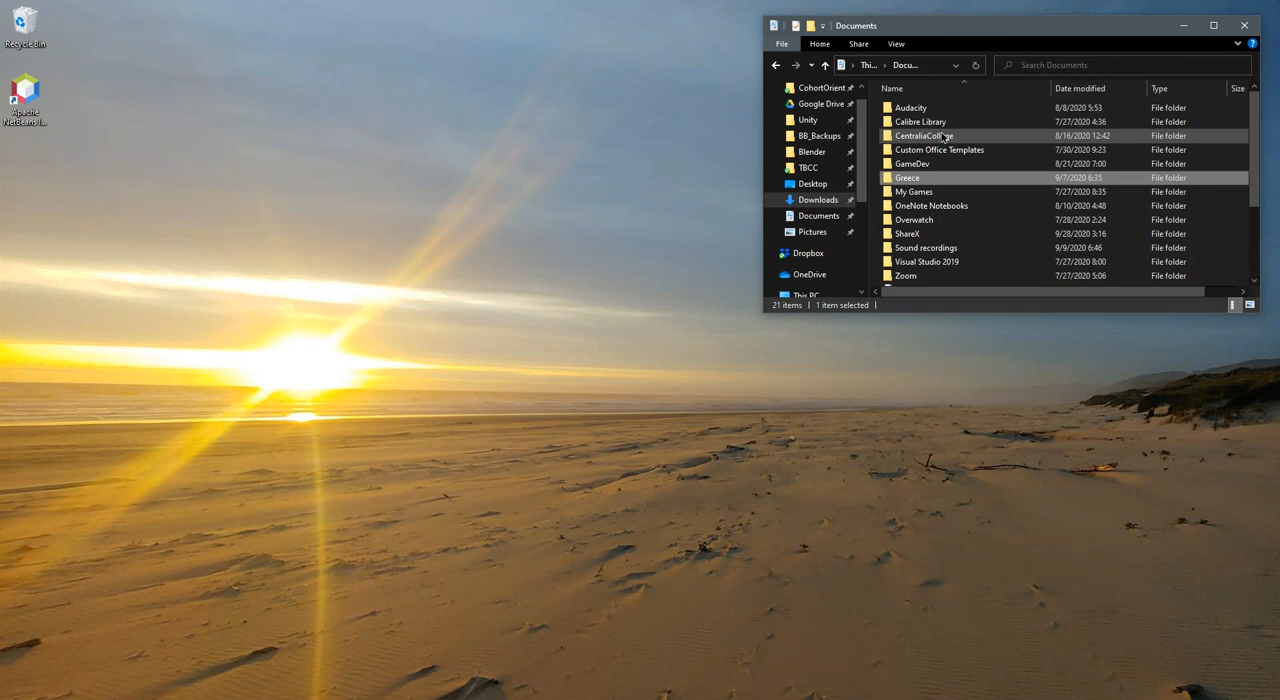 Recycle Bin
Apache
NetBeans I...
Documents
File Home Share View
Thi... Docu...
Search Documents
CohortOrient
Google Drive
Unity
BB_Backups
Blender
TBCC
Desktop
Downloads
Documents
Pictures
Dropbox
OneDrive
This PC
Name Date modified Type Size
Audacity 8/8/2020 5:53 File folder
Calibre Library 7/27/2020 4:36 File folder
CentraliaCollege 8/16/2020 12:42 File folder
Custom Office Templates 7/30/2020 9:23 File folder
GameDev 8/21/2020 7:00 File folder
Greece 9/7/2020 6:35 File folder
My Games 7/27/2020 8:35 File folder
OneNote Notebooks 8/10/2020 4:48 File folder
Overwatch 7/28/2020 2:24 File folder
ShareX 9/28/2020 3:16 File folder
Sound recordings 9/9/2020 6:46 File folder
Visual Studio 2019 7/27/2020 8:00 File folder
Zoom 7/27/2020 5:06 File folder
21 items 1 item selected